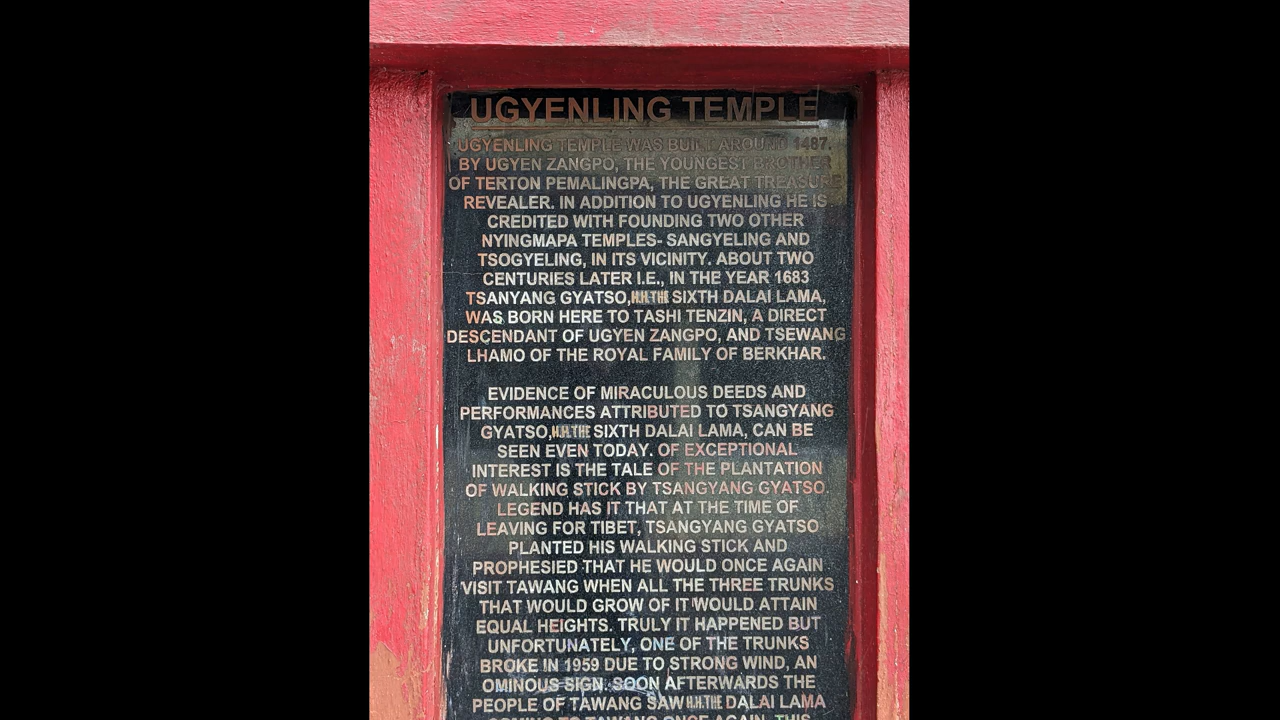 UGYENLING TEMPLE
UGYENLING TEMPLE WAS BUILT AROUND 1487.
BY UGYEN ZANGPO, THE YOUNGEST BROTHER
OF TERTON PEMALINGPA, THE GREAT TREASURE
REVEALER. IN ADDITION TO UGYENLING HE IS
CREDITED WITH FOUNDING TWO OTHER
NYINGMAPA TEMPLES- SANGYELING AND
TSOGYELING, IN ITS VICINITY. ABOUT TWO
CENTURIES LATER I.E., IN THE YEAR 1683
TSANYANG GYATSO, H.H.THE SIXTH DALAI LAMA,
WAS BORN HERE TO TASHI TENZIN, A DIRECT
DESCENDANT OF UGYEN ZANGPO, AND TSEWANG
LHAMO OF THE ROYAL FAMILY OF BERKHAR.
EVIDENCE OF MIRACULOUS DEEDS AND
PERFORMANCES ATTRIBUTED TO TSANGYANG
GYATSO, H.H.THE SIXTH DALAI LAMA, CAN BE
SEEN EVEN TODAY. OF EXCEPTIONAL
INTEREST IS THE TALE OF THE PLANTATION
OF WALKING STICK BY TSANGYANG GYATSO.
LEGEND HAS IT THAT AT THE TIME OF
LEAVING FOR TIBET, TSANGYANG GYATSO
PLANTED HIS WALKING STICK AND
PROPHESIED THAT HE WOULD ONCE AGAIN
VISIT TAWANG WHEN ALL THE THREE TRUNKS
THAT WOULD GROW OF IT WOULD ATTAIN
EQUAL HEIGHTS. TRULY IT HAPPENED BUT
UNFORTUNATELY, ONE OF THE TRUNKS
BROKE IN 1959 DUE TO STRONG WIND, AN
OMINOUS SIGN. SOON AFTERWARDS THE
PEOPLE OF TAWANG SAW H.H.THE DALAI LAMA
COMING TO TAWANG ONCE AGAIN. THIS